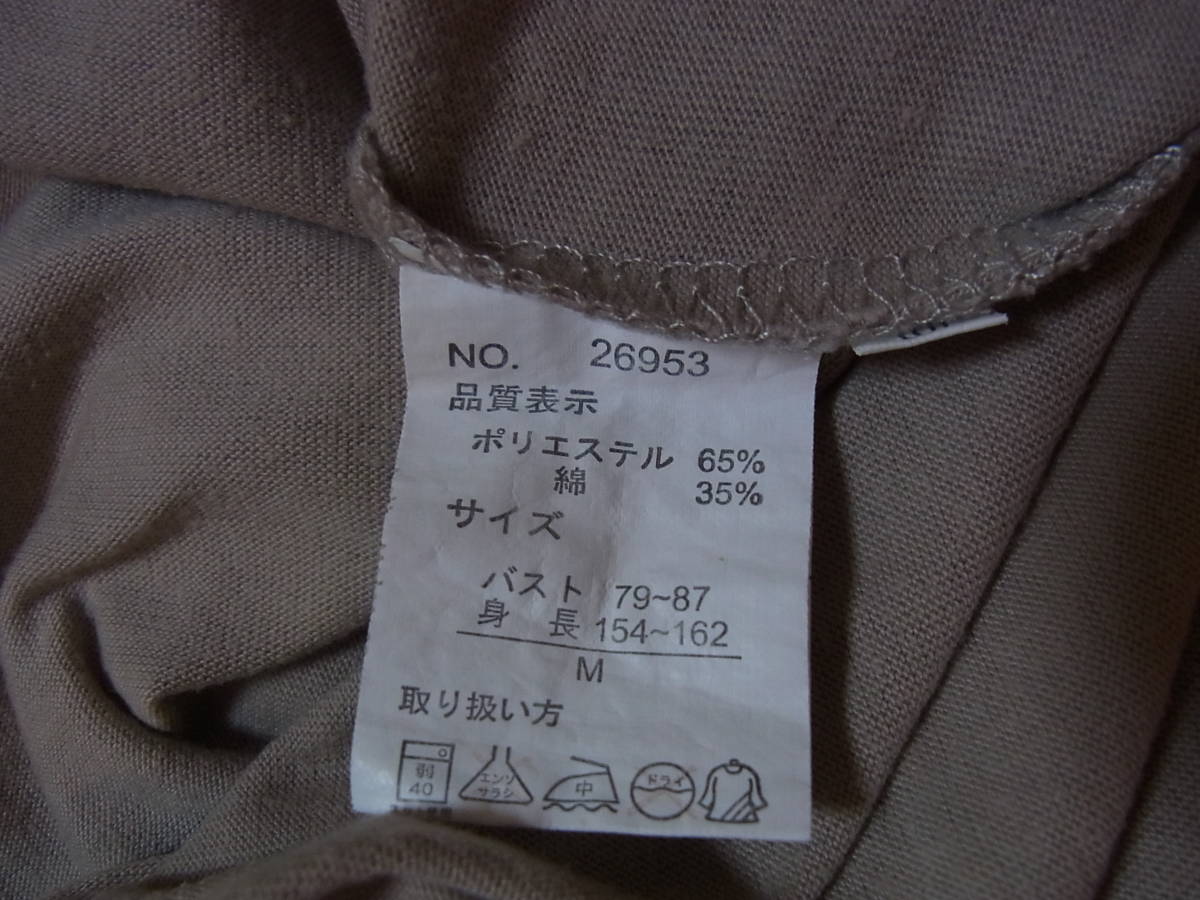 NO. 26953
品質表示
ポリエステル 65%
綿 35%
サイズ
バスト 79~87
身長 154~162
M
取り扱い方
弱
40
エンソ
サラシ
中
ドライ